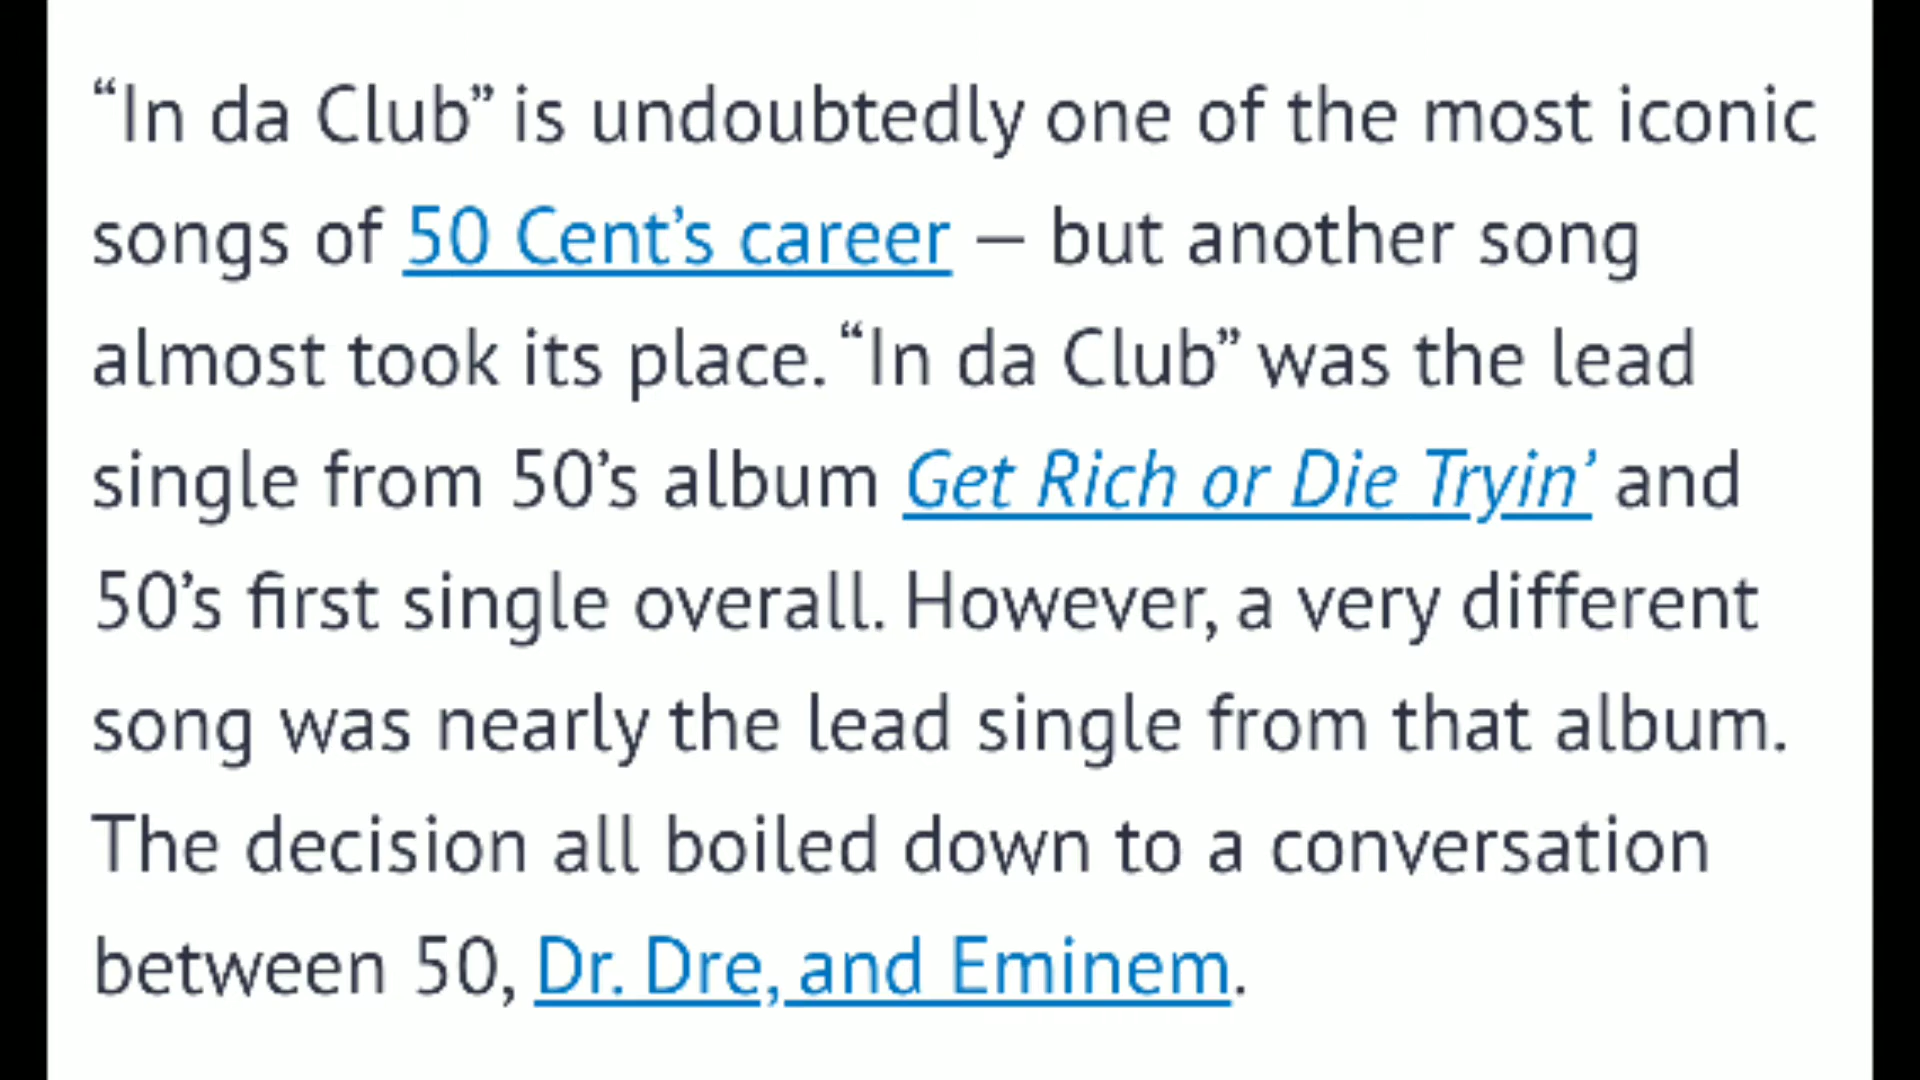 “In da Club” is undoubtedly one of the most iconic
songs of 50 Cent’s career — but another song
almost took its place. “In da Club” was the lead
single from 50’s album Get Rich or Die Tryin’ and
50’s first single overall. However, a very different
song was nearly the lead single from that album.
The decision all boiled down to a conversation
between 50, Dr. Dre, and Eminem.